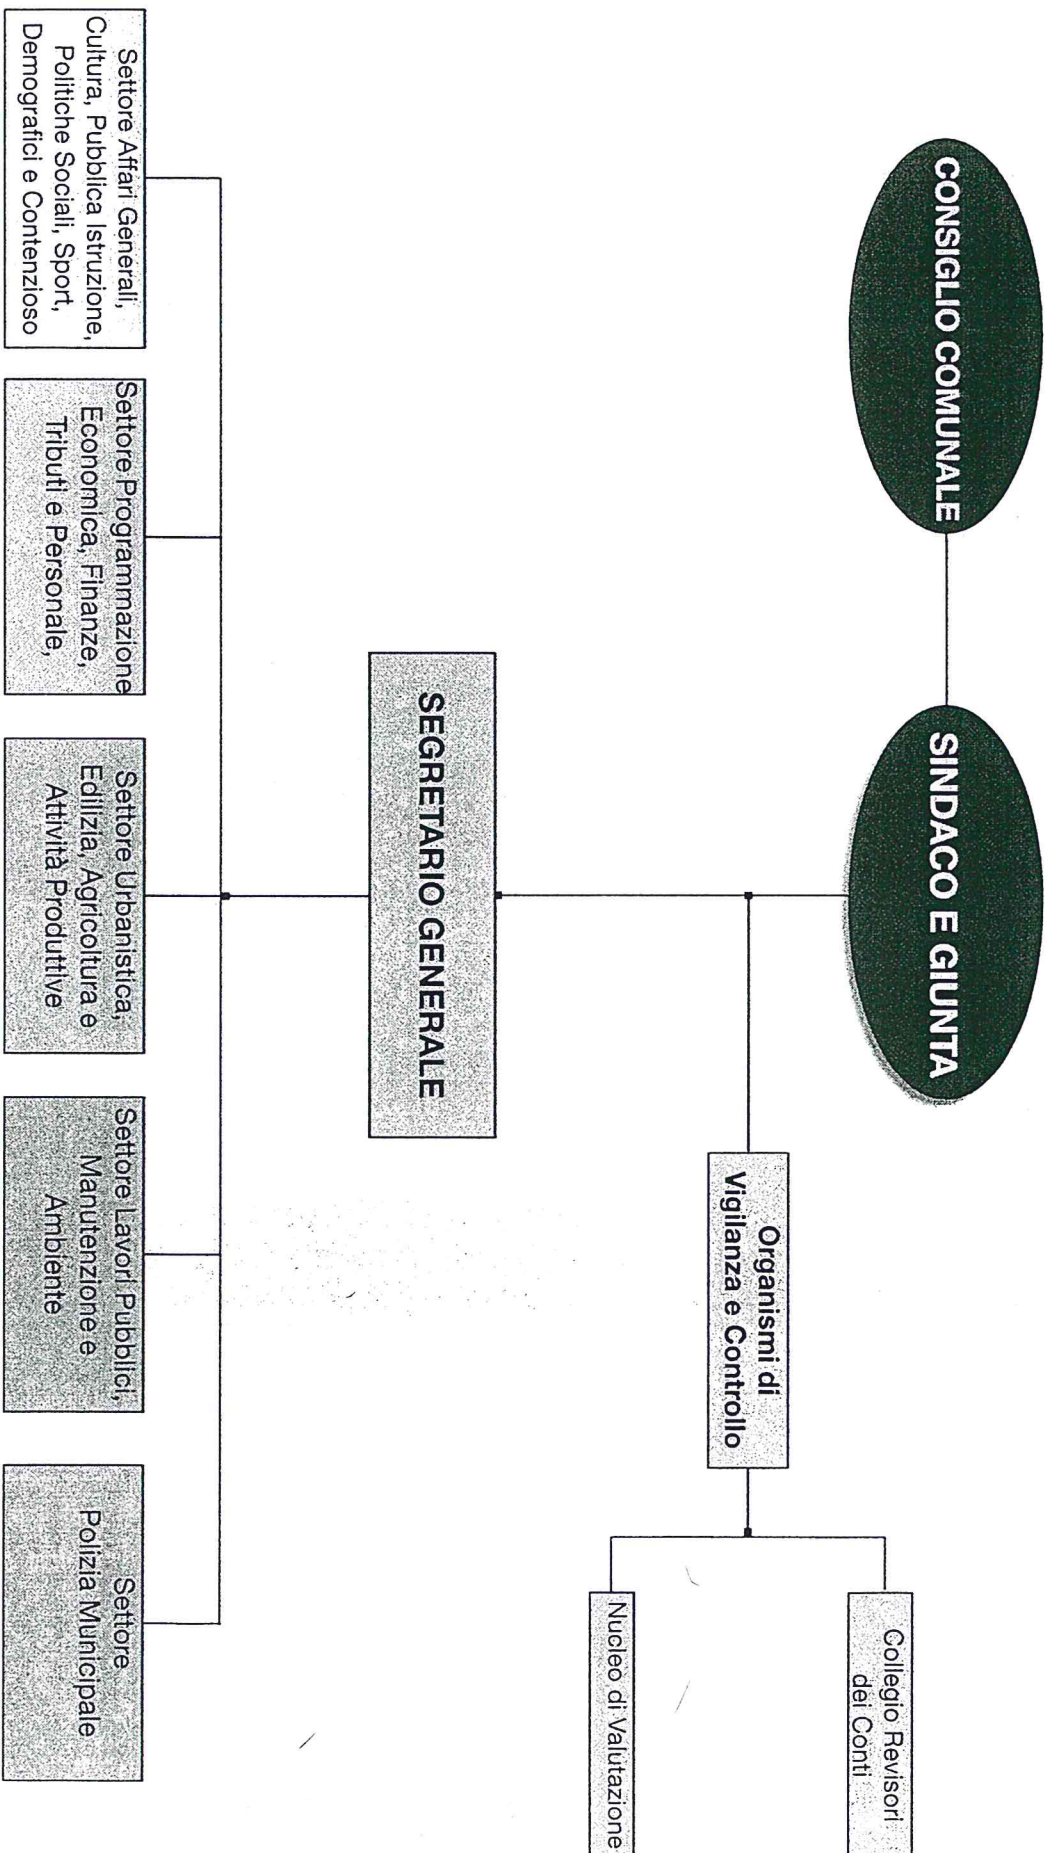 CONSIGLIO COMUNALE
SINDACO E GIUNTA
Organismi di
Vigilanza e Controllo
Collegio Revisori
dei Conti
Nucleo di Valutazione
SEGRETARIO GENERALE
Settore Affari Generali,
Cultura, Pubblica Istruzione,
Politiche Sociali, Sport,
Demografici e Contenzioso
Settore Programmazione
Economica, Finanze,
Tributi e Personale,
Settore Urbanistica,
Edilizia, Agricoltura e
Attività Produttive
Settore Lavori Pubblici,
Manutenzione e
Ambiente
Settore
Polizia Municipale